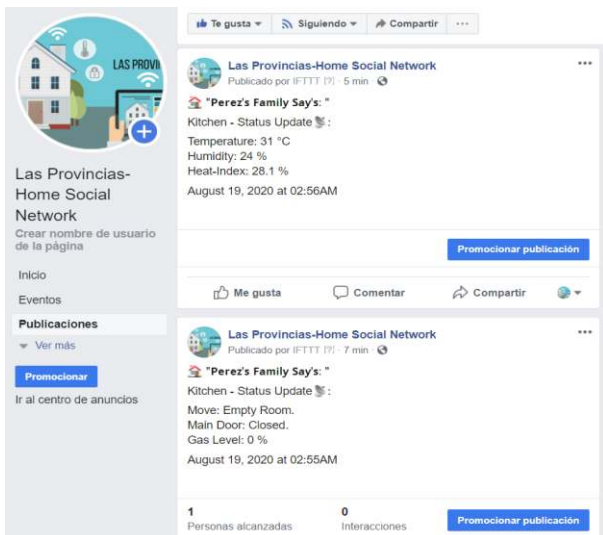 LAS PROVI
Las Provincias-
Home Social
Network
Crear nombre de usuario
de la página
Inicio
Eventos
Publicaciones
Ver más
Promocionar
Ir al centro de anuncios
Te gusta Siguiendo Compartir ...
Las Provincias-Home Social Network
Publicado por IFTTT [?] · 5 min ·
"Perez's Family Say's: "
Kitchen - Status Update :
Temperature: 31 °C
Humidity: 24 %
Heat-Index: 28.1 %
August 19, 2020 at 02:56AM
Promocionar publicación
Me gusta Comentar Compartir
Las Provincias-Home Social Network
Publicado por IFTTT [?] · 7 min ·
"Perez's Family Say's: "
Kitchen - Status Update :
Move: Empty Room.
Main Door: Closed.
Gas Level: 0 %
August 19, 2020 at 02:55AM
1 0
Personas alcanzadas Interacciones Promocionar publicación